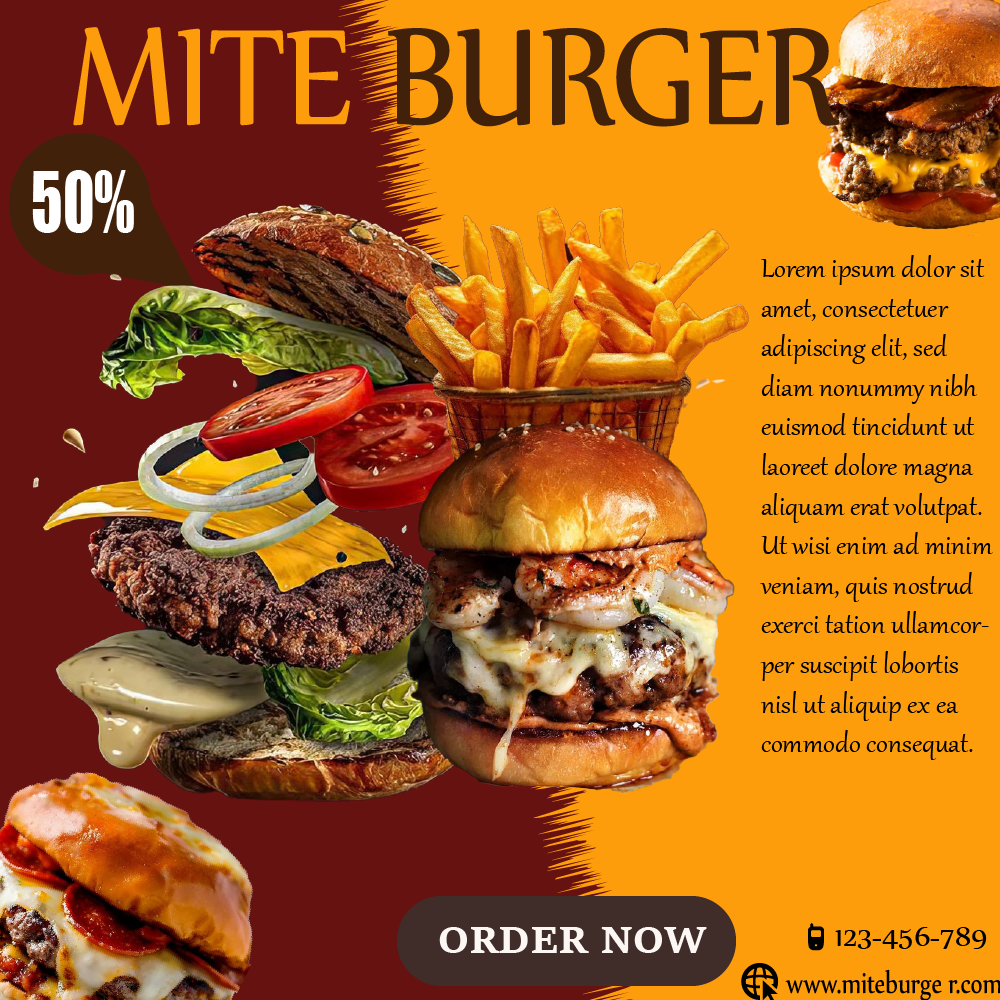 MITE BURGER
50%
Lorem ipsum dolor sit
amet, consectetuer
adipiscing elit, sed
diam nonummy nibh
euismod tincidunt ut
laoreet dolore magna
aliquam erat volutpat.
Ut wisi enim ad minim
veniam, quis nostrud
exerci tation ullamcor-
per suscipit lobortis
nisl ut aliquip ex ea
commodo consequat.
ORDER NOW
123-456-789
www.miteburge r.com